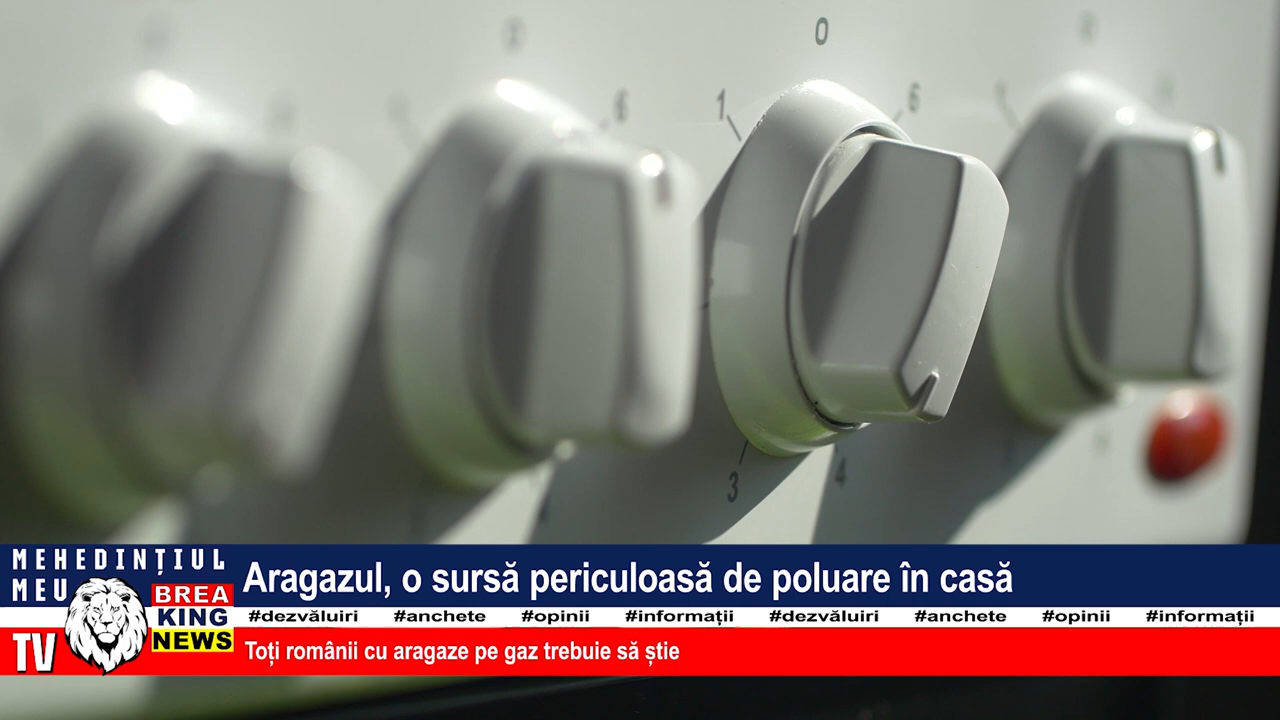 0
6
1
6
3
4
MEHEDINȚIUL
MEU
TV
BREA
KING
NEWS
Aragazul, o sursă periculoasă de poluare în casă
#dezvăluiri #anchete #opinii #informații #dezvăluiri #anchete #opinii #informații
Toți românii cu aragaze pe gaz trebuie să știe